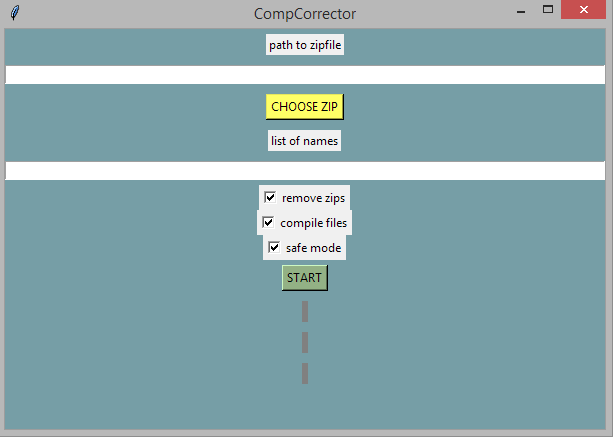 CompCorrector
path to zipfile
CHOOSE ZIP
list of names
remove zips
compile files
safe mode
START